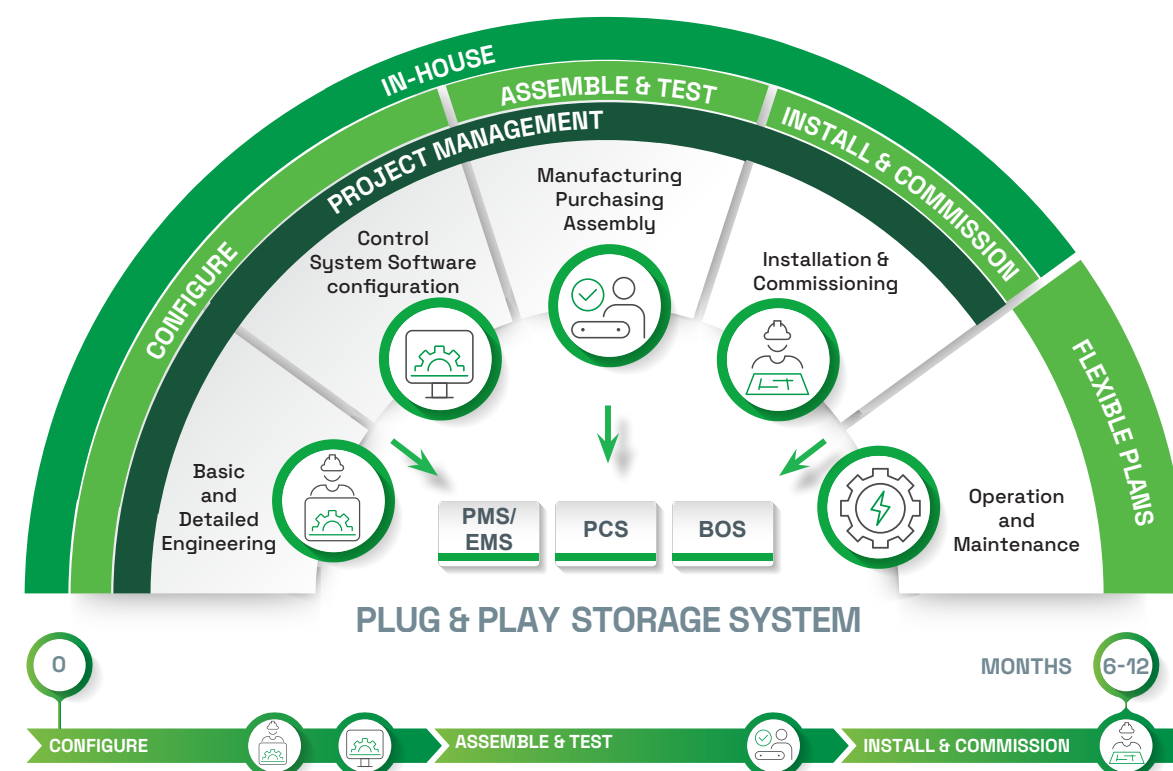 IN-HOUSE
ASSEMBLE & TEST
INSTALL & COMMISSION
PROJECT MANAGEMENT
CONFIGURE
FLEXIBLE PLANS
Manufacturing
Purchasing
Assembly
Control
System Software
configuration
Installation &
Commissioning
Basic
and
Detailed
Engineering
Operation
and
Maintenance
PMS/
EMS
PCS
BOS
PLUG & PLAY STORAGE SYSTEM
0
MONTHS
6-12
CONFIGURE
ASSEMBLE & TEST
INSTALL & COMMISSION